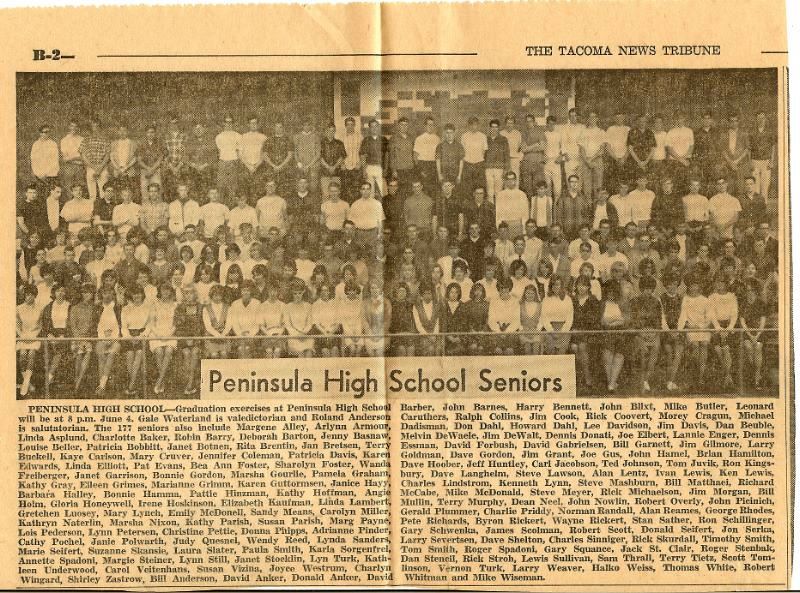 B-2—
THE TACOMA NEWS TRIBUNE
Peninsula High School Seniors
PENINSULA HIGH SCHOOL—Graduation exercises at Peninsula High School
will be at 8 p.m. June 4. Gale Waterland is valedictorian and Roland Anderson
is salutatorian. The 177 seniors also include Margene Alley, Arlynn Armour,
Linda Asplund, Charlotte Baker, Robin Barry, Deborah Barton, Jenny Basnaw,
Louise Beiler, Patricia Bobbitt, Janet Botnen, Rita Brentin, Jan Bretsen, Terry
Buckell, Kaye Carlson, Mary Cruver, Jennifer Coleman, Patricia Davis, Karen
Edwards, Linda Elliott, Pat Evans, Bea Ann Foster, Sharolyn Foster, Wanda
Freiberger, Janet Garison, Bonnie Gordon, Marsha Gourlie, Pamela Graham,
Kathy Gray, Eileen Grimes, Marianne Grimm, Karen Guttormsen, Janice Hayy,
Barbara Halley, Bonnie Hamma, Pattie Hinzman, Kathy Hoffman, Angie
Holm, Gloria Honeywell, Irene Hoskinson, Elizabeth Kaufman, Linda Lambert,
Gretchen Luosey, Mary Lynch, Emily McDonell, Sandy Means, Carolyn Miller,
Kathryn Naterlin, Marsha Nixon, Kathy Parish, Susan Parish, Marg Payne,
Lois Pederson, Lynn Petersen, Christine Pettie, Donna Phipps, Adrianne Pinder,
Cathy Pochel, Janie Polvarth, Judy Quesnel, Wendy Reed, Lynda Sanders,
Marie Seifert, Suzanne Skansie, Laura Slater, Paula Smith, Karla Sorgenfrei,
Annette Spadoni, Margie Steiner, Lynn Still, Janet Stocklin, Lyn Turk, Kath-
leen Underwood, Carol Veitenhans, Susan Vizina, Joyce Westrum, Charlyn
Wingard, Shirley Zastrow, Bill Anderson, David Anker, Donald Anker, David
Barber, John Barnes, Harry Bennett, John Blixt, Mike Butler, Leonard
Caruthers, Ralph Collins, Jim Cook, Rick Coovert, Morey Cragun, Michael
Dadisman, Don Dahl, Howard Dahl, Lee Davidson, Jim Davis, Dan Beuble,
Melvin DeWaele, Jim DeWalt, Dennis Donati, Joe Elbert, Lannie Enger, Dennis
Essman, David Forbush, David Gabrielsen, Bill Garnett, Jim Gilmore, Larry
Goldman, Dave Gordon, Jim Grant, Joe Gus, John Hamel, Brian Hamilton,
Dave Hoober, Jeff Huntley, Carl Jacobson, Ted Johnson, Tom Juvik, Ron Kings-
bury, Dave Langhelm, Steve Lawson, Alan Lentz, Ivan Lewis, Ken Lewis,
Charles Lindstrom, Kenneth Lynn, Steve Mashburn, Bill Matthaei, Richard
McCabe, Mike McDonald, Steve Meyer, Rick Michaelson, Jim Morgan, Bill
Mullin, Terry Murphy, Dean Neel, John Nowlin, Robert Overly, John Picinich,
Gerald Plummer, Charlie Priddy, Norman Randall, Alan Reames, George Rhodes,
Pete Richards, Byron Rickert, Wayne Rickert, Stan Sather, Ron Schillinger,
Gary Schwenka, James Seelman, Robert Scott, Donald Seifert, Jon Serka,
Larry Severtsen, Dave Shelton, Charles Sinniger, Rick Skurdall, Timothy Smith,
Tom Smith, Roger Spadoni, Gary Squance, Jack St. Clair, Roger Stenbak,
Dan Stencil, Rick Stroh, Lewis Sullivan, Sam Thrall, Terry Tietz, Scott Tom-
linson, Vernon Turk, Larry Weaver, Halko Weiss, Thomas White, Robert
Whitman and Mike Wiseman.